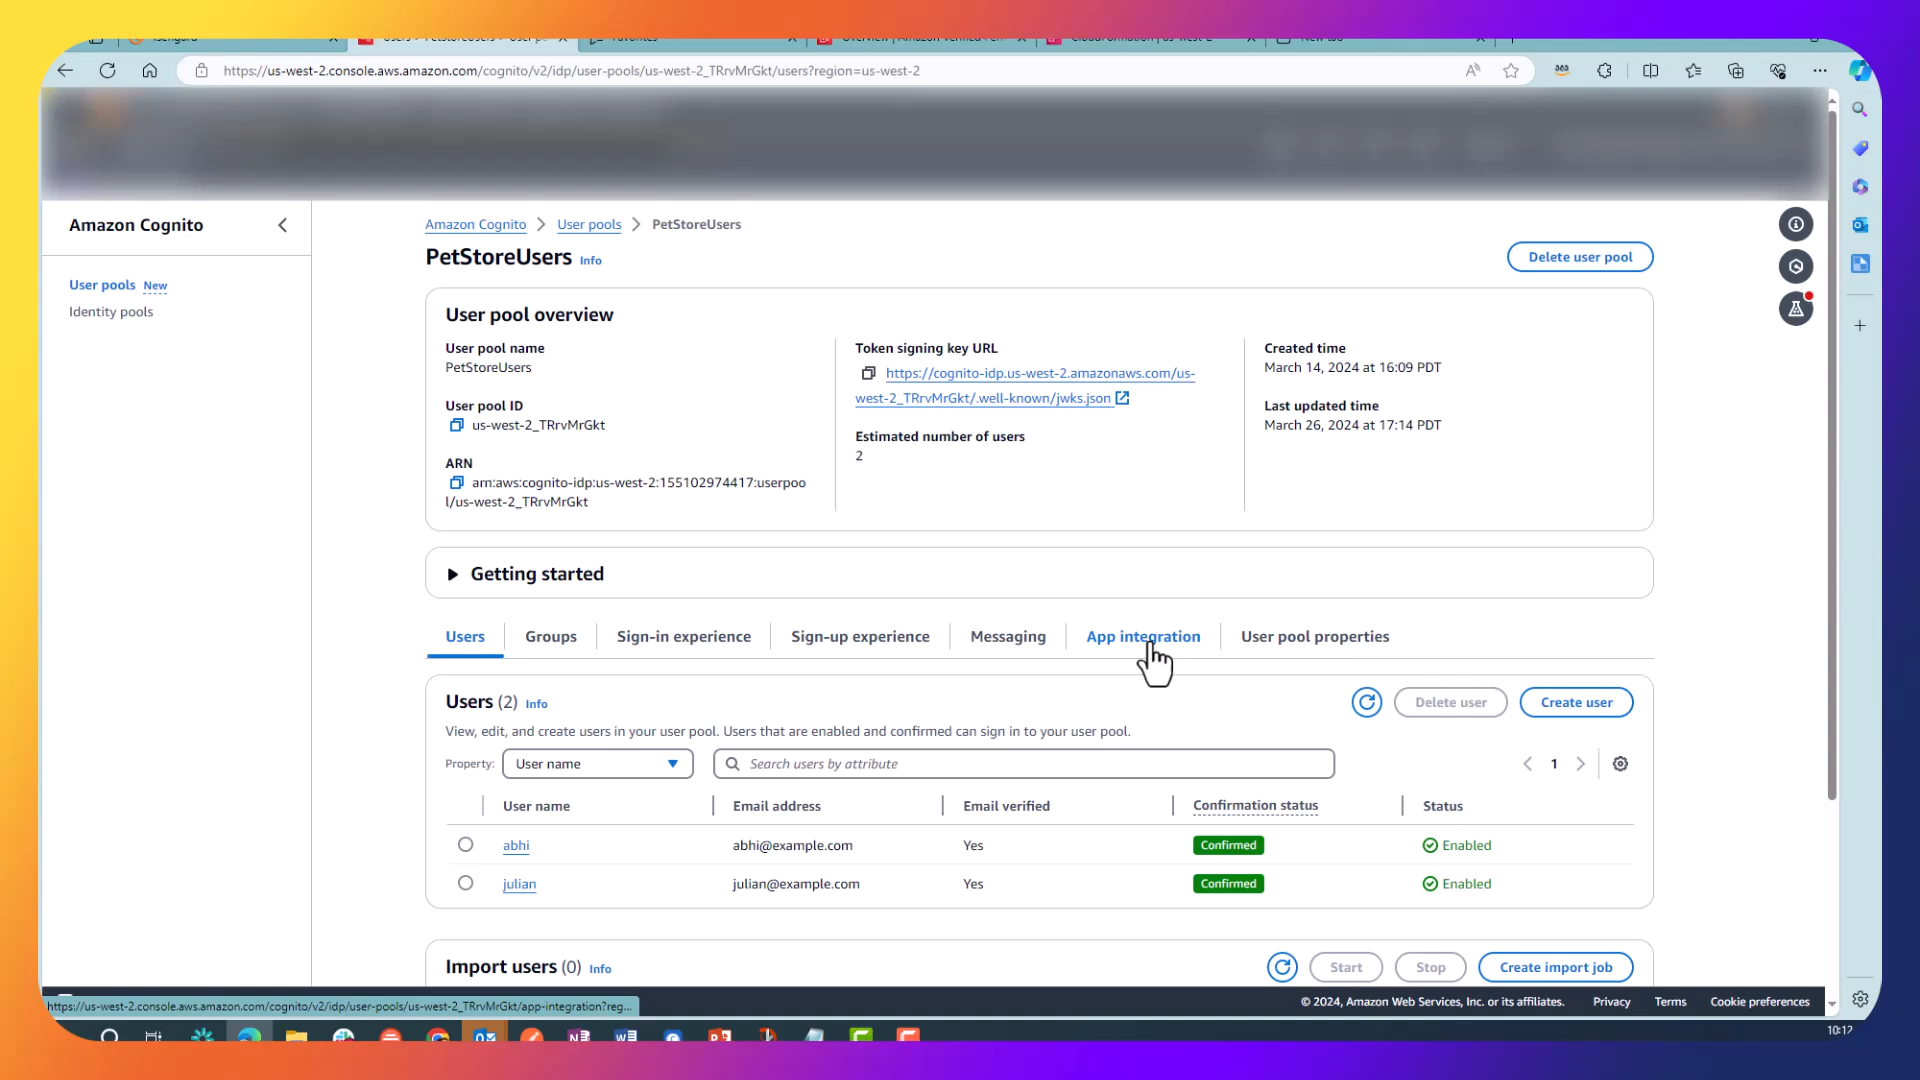 https://us-west-2.console.aws.amazon.com/cognito/v2/idp/user-pools/us-west-2_TRrvMrGkt/users?region=us-west-2
Amazon Cognito
User pools New
Identity pools
Amazon Cognito > User pools > PetStoreUsers
PetStoreUsers Info
Delete user pool
User pool overview
User pool name
PetStoreUsers
User pool ID
us-west-2_TRrvMrGkt
ARN
arn:aws:cognito-idp:us-west-2:155102974417:userpoo
l/us-west-2_TRrvMrGkt
Token signing key URL
https://cognito-idp.us-west-2.amazonaws.com/us-
west-2_TRrvMrGkt/.well-known/jwks.json
Estimated number of users
2
Created time
March 14, 2024 at 16:09 PDT
Last updated time
March 26, 2024 at 17:14 PDT
Getting started
Users Groups Sign-in experience Sign-up experience Messaging App integration User pool properties
Users (2) Info
Delete user Create user
View, edit, and create users in your user pool. Users that are enabled and confirmed can sign in to your user pool.
Property: User name Search users by attribute 1
User name Email address Email verified Confirmation status Status
abhi abhi@example.com Yes Confirmed Enabled
julian julian@example.com Yes Confirmed Enabled
Import users (0) Info
Start Stop Create import job
https://us-west-2.console.aws.amazon.com/cognito/v2/idp/user-pools/us-west-2_TRrvMrGkt/app-integration?reg...
© 2024, Amazon Web Services, Inc. or its affiliates. Privacy Terms Cookie preferences
10:12